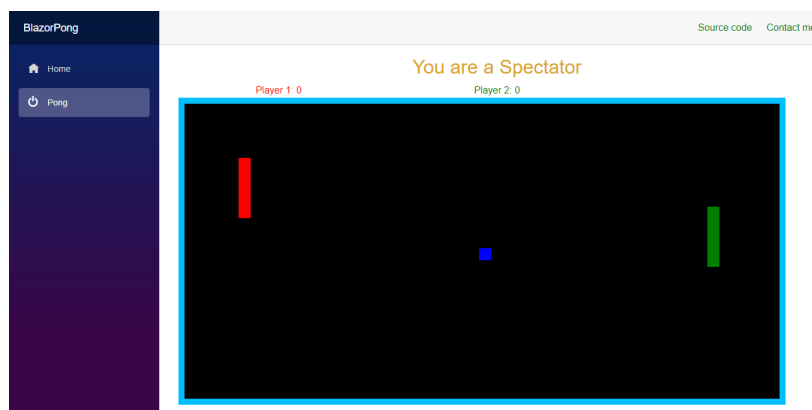 BlazorPong
Source code Contact me
Home
You are a Spectator
Player 1: 0 Player 2: 0
Pong